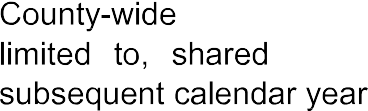 County-wide
limited to, shared
subsequent calendar year